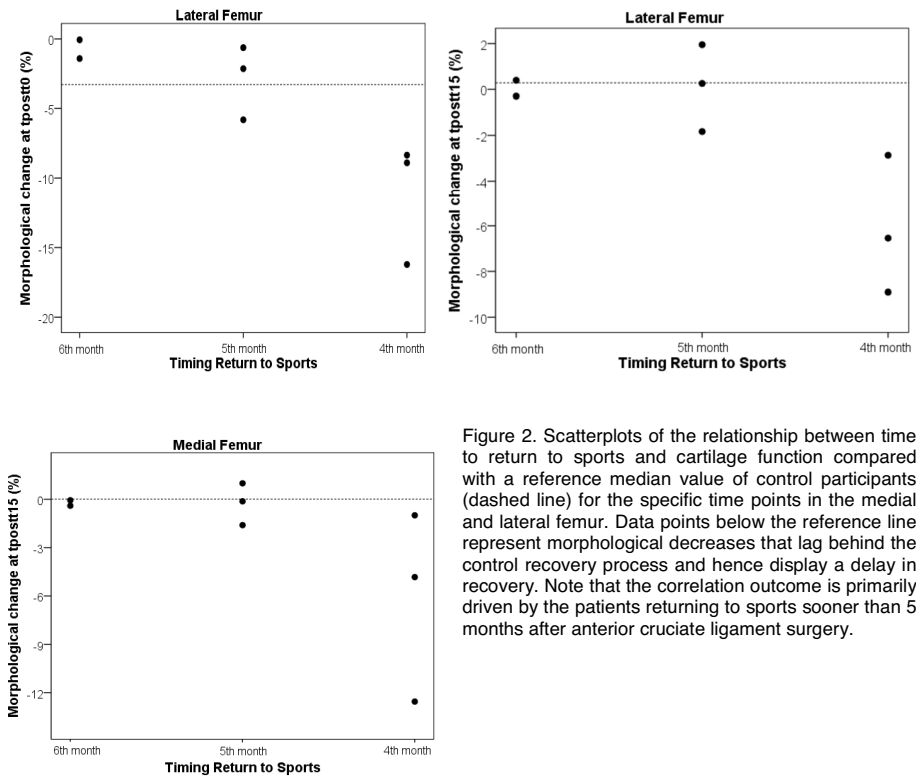 Lateral Femur
Morphological change at tpostt0 (%)
0
-5
-10
-15
-20
6th month
5th month
4th month
Timing Return to Sports
Lateral Femur
Morphological change at tpostt15 (%)
2
0
-2
-4
-6
-8
-10
6th month
5th month
4th month
Timing Return to Sports
Medial Femur
Morphological change at tpostt15 (%)
0
-3
-6
-9
-12
6th month
5th month
4th month
Timing Return to Sports
Figure 2. Scatterplots of the relationship between time
to return to sports and cartilage function compared
with a reference median value of control participants
(dashed line) for the specific time points in the medial
and lateral femur. Data points below the reference line
represent morphological decreases that lag behind the
control recovery process and hence display a delay in
recovery. Note that the correlation outcome is primarily
driven by the patients returning to sports sooner than 5
months after anterior cruciate ligament surgery.